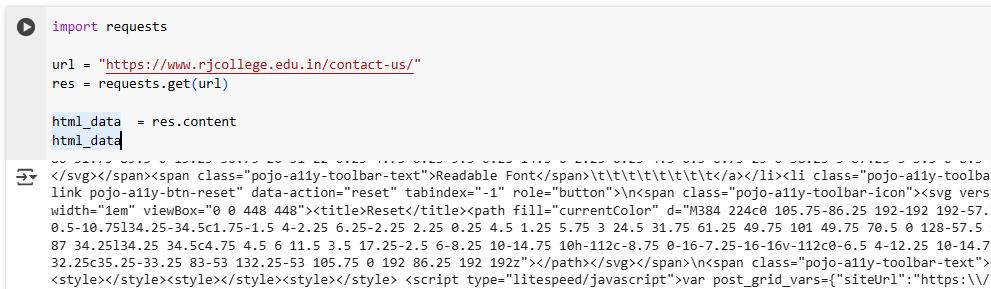 import requests
url = "https://www.rjcollege.edu.in/contact-us/"
res = requests.get(url)
html_data  = res.content
html_data
</svg></span><span class="pojo-a11y-toolbar-text">Readable Font</span>\t\t\t\t\t\t\t\t</a></li><li class="pojo-a11y-toolba
link pojo-a11y-btn-reset" data-action="reset" tabindex="-1" role="button">\n<span class="pojo-a11y-toolbar-icon"><svg vers
width="1em" viewBox="0 0 448 448"><title>Reset</title><path fill="currentColor" d="M384 224c0 105.75-86.25 192-192 192-57.
0.5-10.75l34.25-34.5c1.75-1.5 4-2.25 6.25-2.25 2.25 0.25 4.5 1.25 5.75 3 24.5 31.75 61.25 49.75 101 49.75 70.5 0 128-57.5
87 34.25l34.25 34.5c4.75 4.5 6 11.5 3.5 17.25-2.5 6-8.25 10-14.75 10h-112c-8.75 0-16-7.25-16-16v-112c0-6.5 4-12.25 10-14.7
32.25c35.25-33.25 83-53 132.25-53 105.75 0 192 86.25 192 192z"></path></svg></span>\n<span class="pojo-a11y-toolbar-text">
<style></style><style></style><style></style> <script type="litespeed/javascript">var post_grid_vars={"siteUrl":"https:\\/